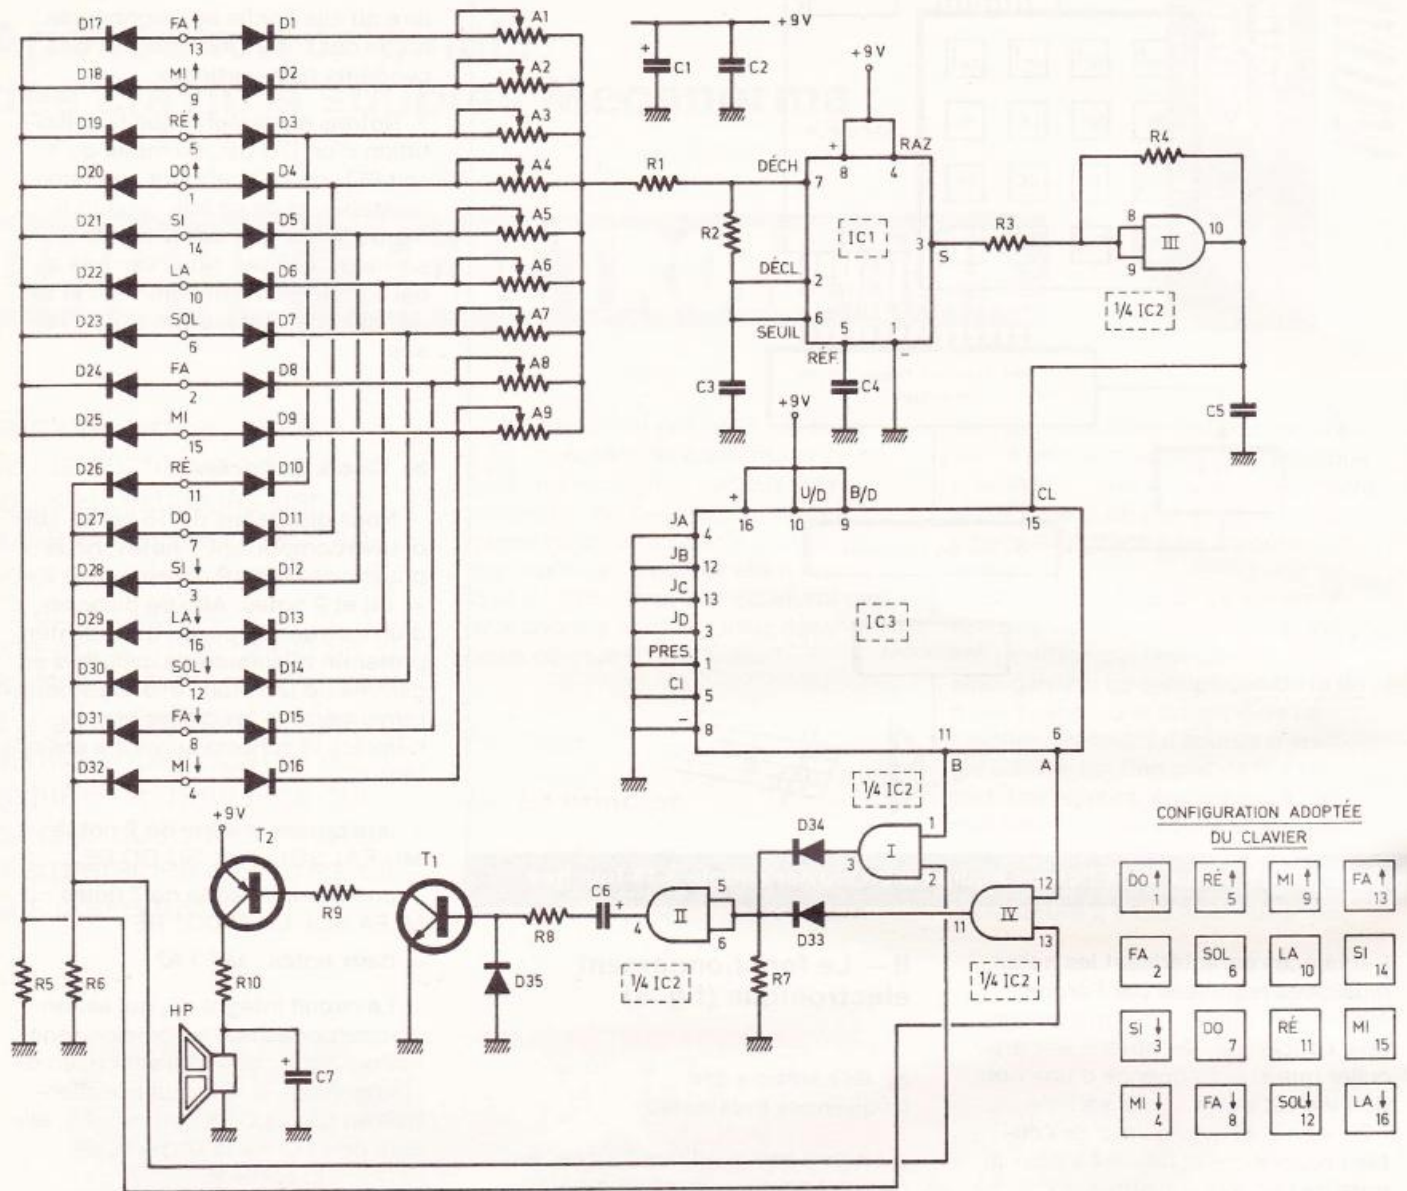 D17 FA↑ D1 A1
13
D18 MI↑ D2 A2
9
D19 RÉ↑ D3 A3
5
D20 DO↑ D4 A4
1
D21 SI D5 A5
14
D22 LA D6 A6
10
D23 SOL D7 A7
6
D24 FA D8 A8
2
D25 MI D9 A9
15
D26 RÉ D10
11
D27 DO D11
7
D28 SI↓ D12
3
D29 LA↓ D13
16
D30 SOL↓ D14
12
D31 FA↓ D15
8
D32 MI↓ D16
4
+9V
+ C1 C2
+9V
+ RAZ
8 4
R1 DÉCH 7
R2
IC1
3 S
DÉCL 2
6
SEUIL
5 1
RÉF. -
C3 C4
R3
R4
8
9
III 10
1/4 IC2
C5
+9V
+ U/D B/D CL
16 10 9 15
JA
4
JB
12
JC
13
JD
3
PRES.
1
CI
5
-
8
IC3
11 6
B A
1/4 IC2
D34
3 I 1
2
D33
11 IV 12
13
1/4 IC2
+9V
T2
R9
T1
C6
R8
4 II 5
6
1/4 IC2
D35
R7
R5 R6
R10
HP
+
C7
CONFIGURATION ADOPTÉE
DU CLAVIER
DO↑ RÉ↑ MI↑ FA↑
1 5 9 13
FA SOL LA SI
2 6 10 14
SI↓ DO RÉ MI
3 7 11 15
MI↓ FA↓ SOL↓ LA↓
4 8 12 16